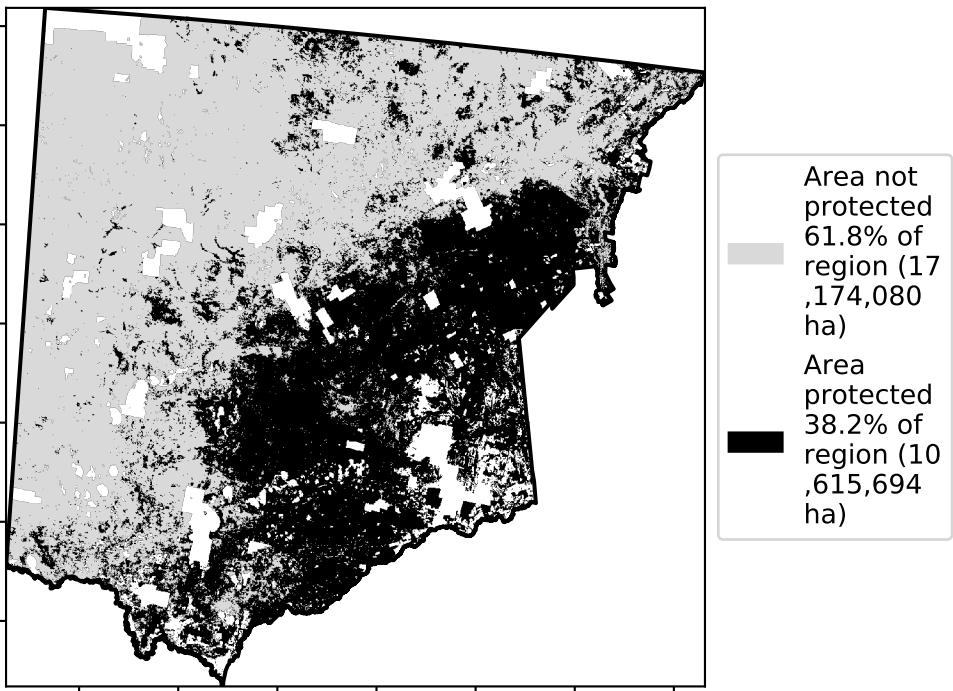 Area not
protected
61.8% of
region (17
,174,080
ha)
Area
protected
38.2% of
region (10
,615,694
ha)